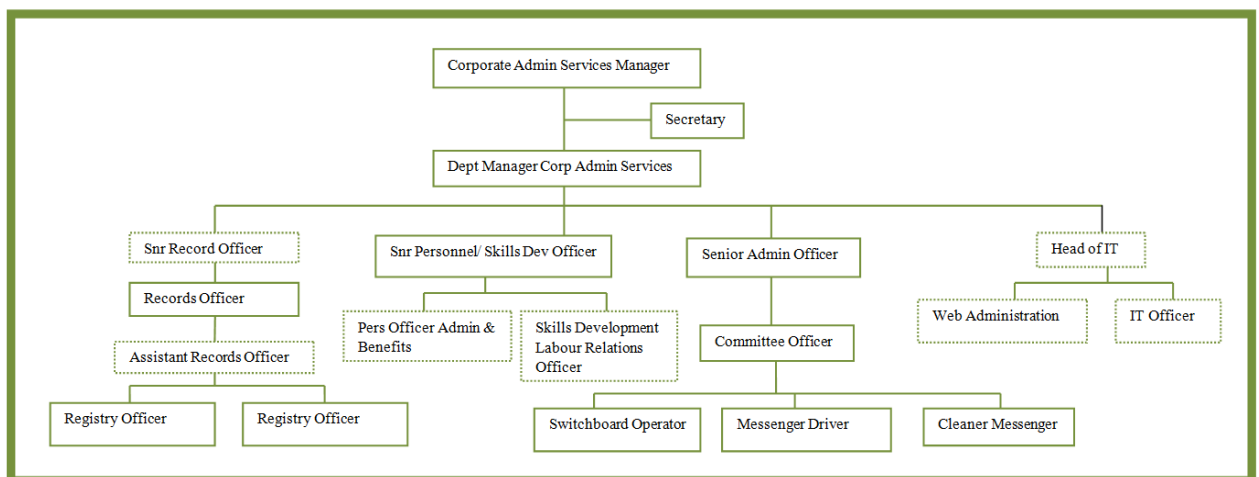 Corporate Admin Services Manager
Secretary
Dept Manager Corp Admin Services
Snr Record Officer
Snr Personnel/ Skills Dev Officer
Senior Admin Officer
Head of IT
Records Officer
Pers Officer Admin &
Benefits
Skills Development
Labour Relations
Officer
Web Administration
IT Officer
Committee Officer
Assistant Records Officer
Registry Officer
Registry Officer
Switchboard Operator
Messenger Driver
Cleaner Messenger